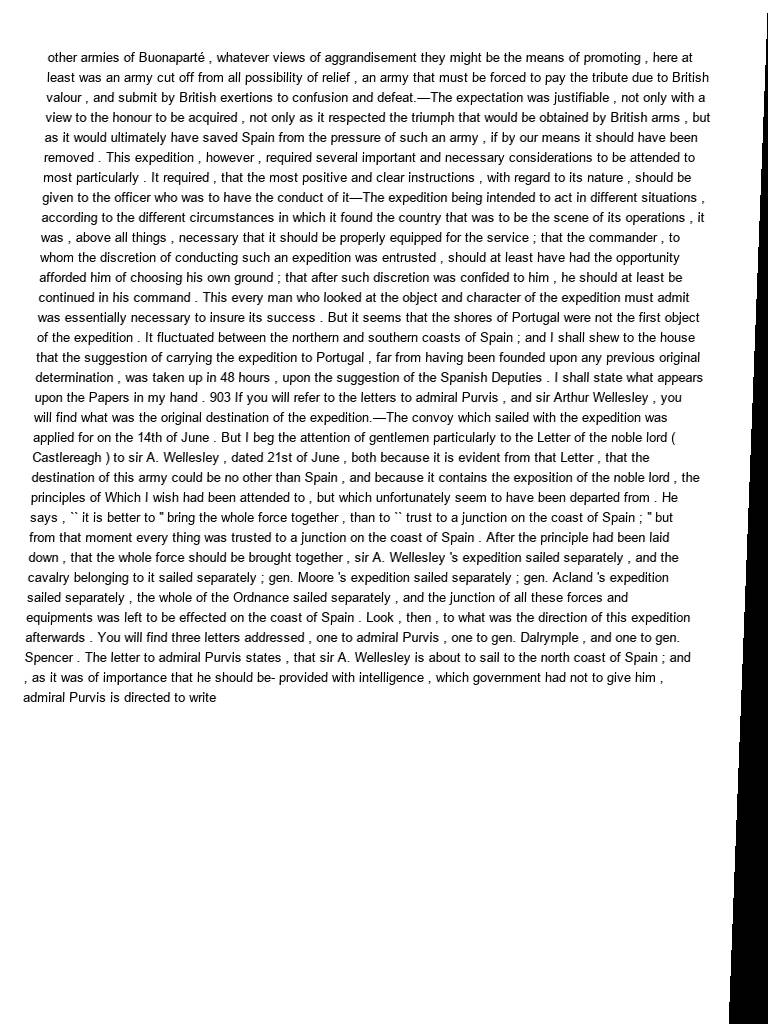 other armies of Buonaparté , whatever views of aggrandisement they might be the means of promoting , here at
least was an army cut off from all possibility of relief , an army that must be forced to pay the tribute due to British
valour , and submit by British exertions to confusion and defeat.—The expectation was justifiable , not only with a
view to the honour to be acquired , not only as it respected the triumph that would be obtained by British arms , but
as it would ultimately have saved Spain from the pressure of such an army , if by our means it should have been
removed . This expedition , however , required several important and necessary considerations to be attended to
most particularly . It required , that the most positive and clear instructions , with regard to its nature , should be
given to the officer who was to have the conduct of it—The expedition being intended to act in different situations ,
according to the different circumstances in which it found the country that was to be the scene of its operations , it
was , above all things , necessary that it should be properly equipped for the service ; that the commander , to
whom the discretion of conducting such an expedition was entrusted , should at least have had the opportunity
afforded him of choosing his own ground ; that after such discretion was confided to him , he should at least be
continued in his command . This every man who looked at the object and character of the expedition must admit
was essentially necessary to insure its success . But it seems that the shores of Portugal were not the first object
of the expedition . It fluctuated between the northern and southern coasts of Spain ; and I shall shew to the house
that the suggestion of carrying the expedition to Portugal , far from having been founded upon any previous original
determination , was taken up in 48 hours , upon the suggestion of the Spanish Deputies . I shall state what appears
upon the Papers in my hand . 903 If you will refer to the letters to admiral Purvis , and sir Arthur Wellesley , you
will find what was the original destination of the expedition.—The convoy which sailed with the expedition was
applied for on the 14th of June . But I beg the attention of gentlemen particularly to the Letter of the noble lord (
Castlereagh ) to sir A. Wellesley , dated 21st of June , both because it is evident from that Letter , that the
destination of this army could be no other than Spain , and because it contains the exposition of the noble lord , the
principles of Which I wish had been attended to , but which unfortunately seem to have been departed from . He
says , `` it is better to '' bring the whole force together , than to `` trust to a junction on the coast of Spain ; '' but
from that moment every thing was trusted to a junction on the coast of Spain . After the principle had been laid
down , that the whole force should be brought together , sir A. Wellesley 's expedition sailed separately , and the
cavalry belonging to it sailed separately ; gen. Moore 's expedition sailed separately ; gen. Acland 's expedition
sailed separately , the whole of the Ordnance sailed separately , and the junction of all these forces and
equipments was left to be effected on the coast of Spain . Look , then , to what was the direction of this expedition
afterwards . You will find three letters addressed , one to admiral Purvis , one to gen. Dalrymple , and one to gen.
Spencer . The letter to admiral Purvis states , that sir A. Wellesley is about to sail to the north coast of Spain ; and
, as it was of importance that he should be- provided with intelligence , which government had not to give him ,
admiral Purvis is directed to write